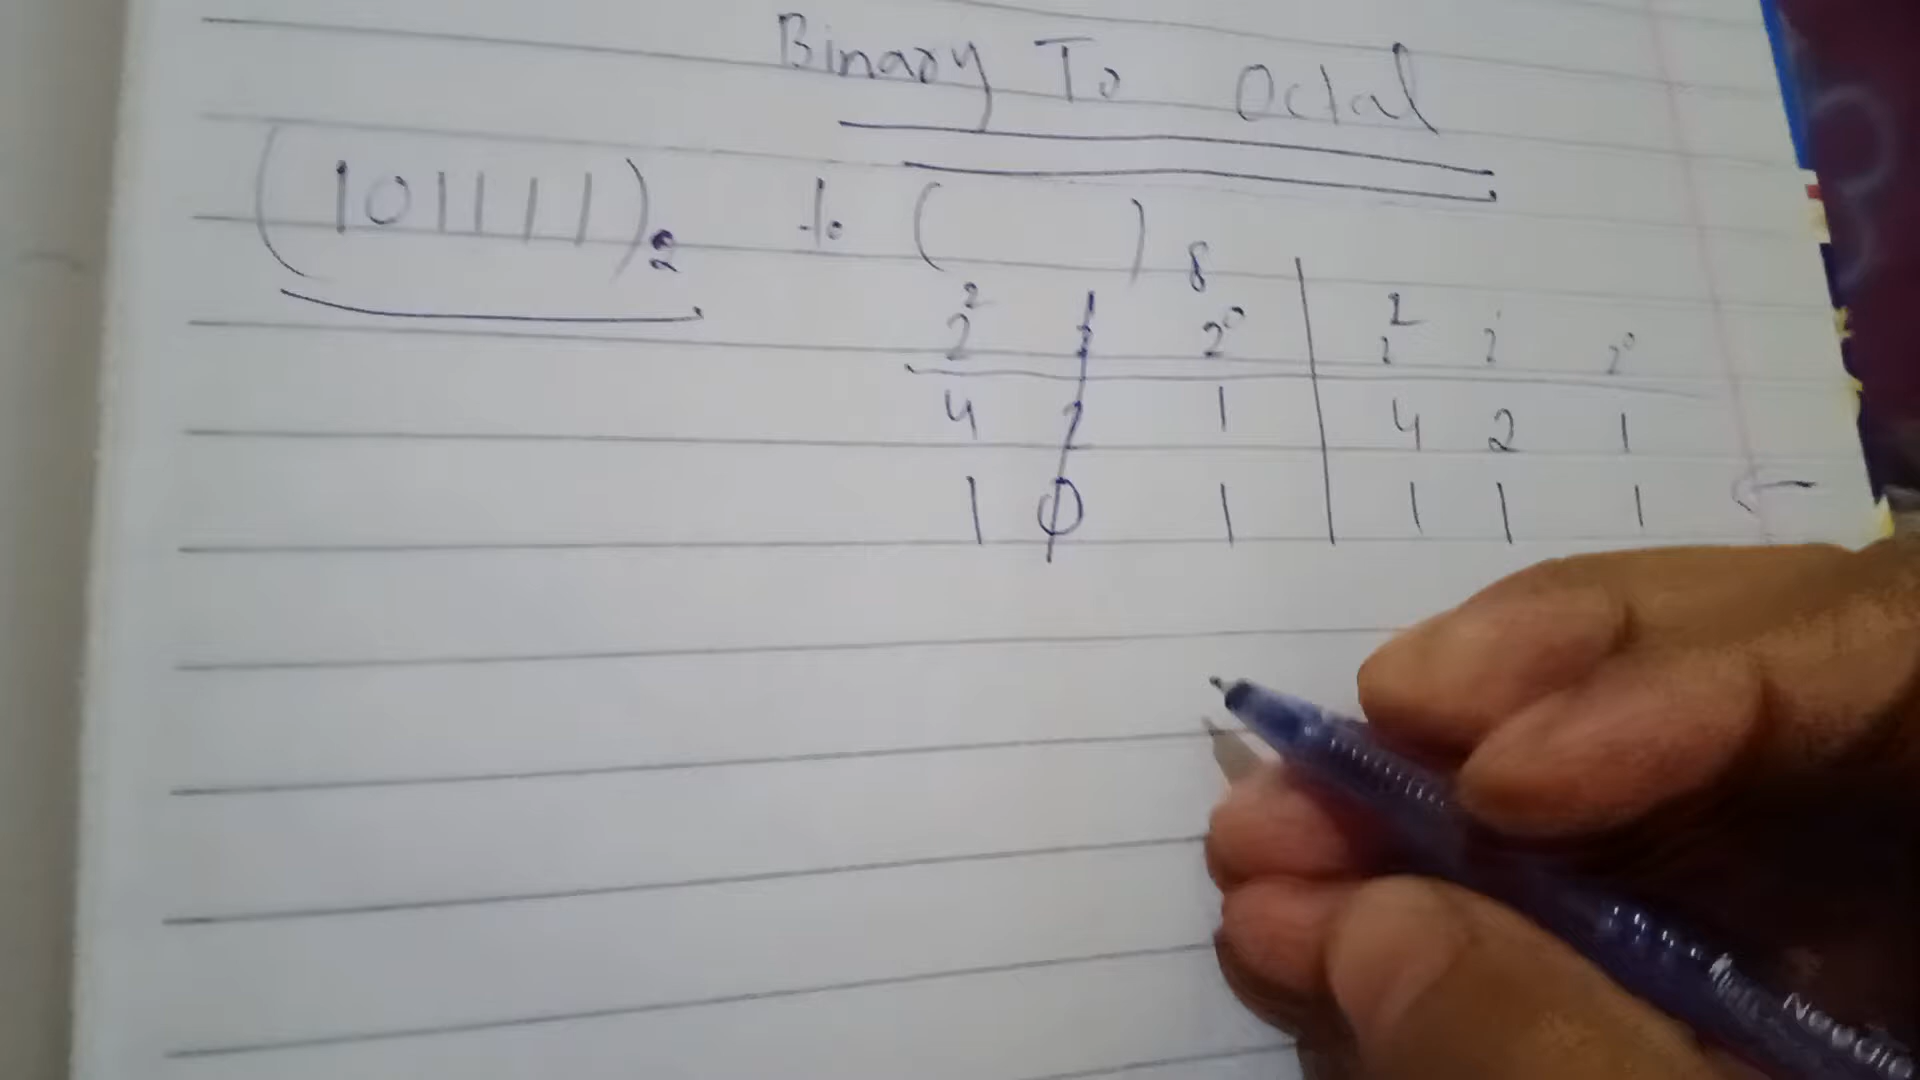 Binary To Octal
(101111)2 to ( )8
2² 2¹ 2⁰ | 2² 2¹ 2⁰
4 2 1 | 4 2 1
1 0 1 | 1 1 1 ←